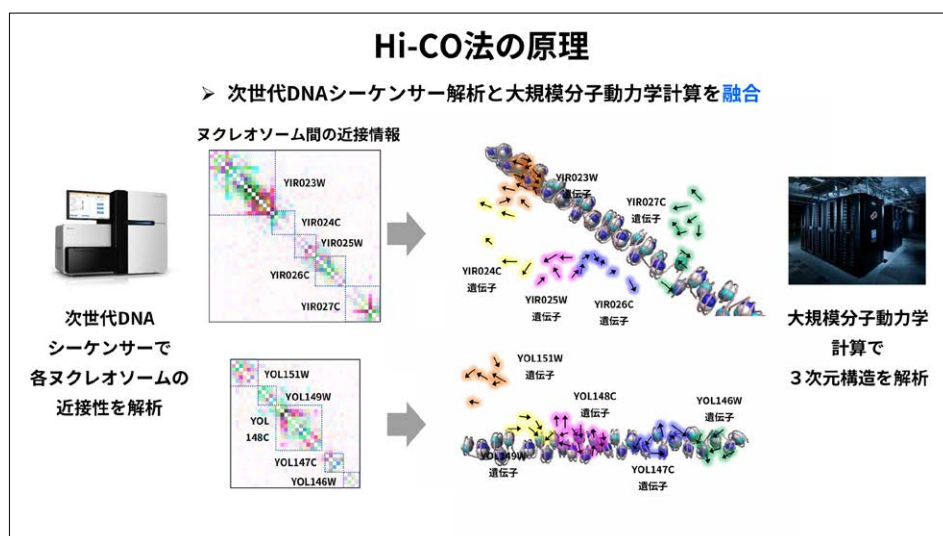 Hi-CO法の原理
➢ 次世代DNAシーケンサー解析と大規模分子動力学計算を融合
ヌクレオソーム間の近接情報
YIR023W
YIR024C
YIR025W
YIR026C
YIR027C
YIR023W
遺伝子
YIR027C
遺伝子
YIR024C
遺伝子
YIR025W
遺伝子
YIR026C
遺伝子
次世代DNA
シーケンサーで
各ヌクレオソームの
近接性を解析
大規模分子動力学
計算で
3次元構造を解析
YOL151W
YOL149W
YOL
148C
YOL147C
YOL146W
YOL151W
遺伝子
YOL148C
遺伝子
YOL146W
遺伝子
YOL149W
遺伝子
YOL147C
遺伝子